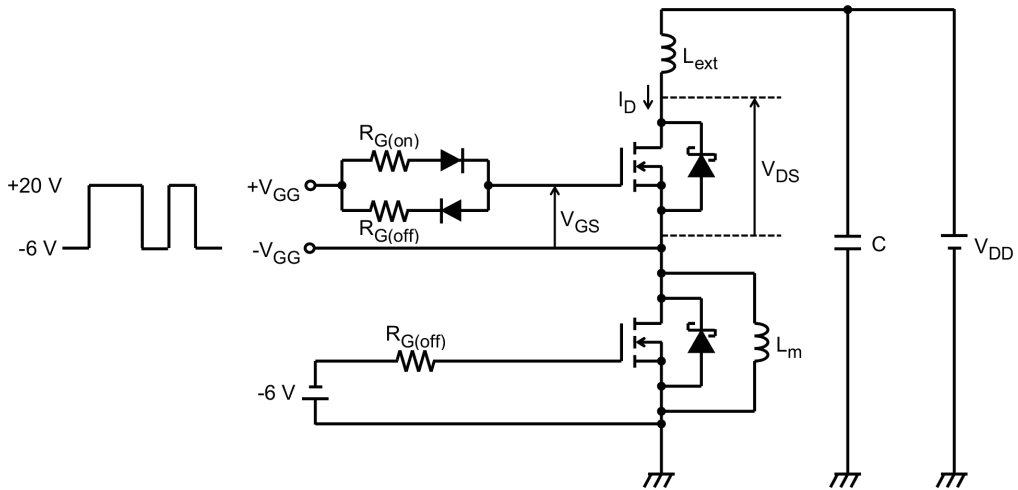 L_ext
I_D
R_G(on)
+20 V
+V_GG
V_DS
R_G(off)
V_GS
-6 V
-V_GG
C
V_DD
R_G(off)
L_m
-6 V